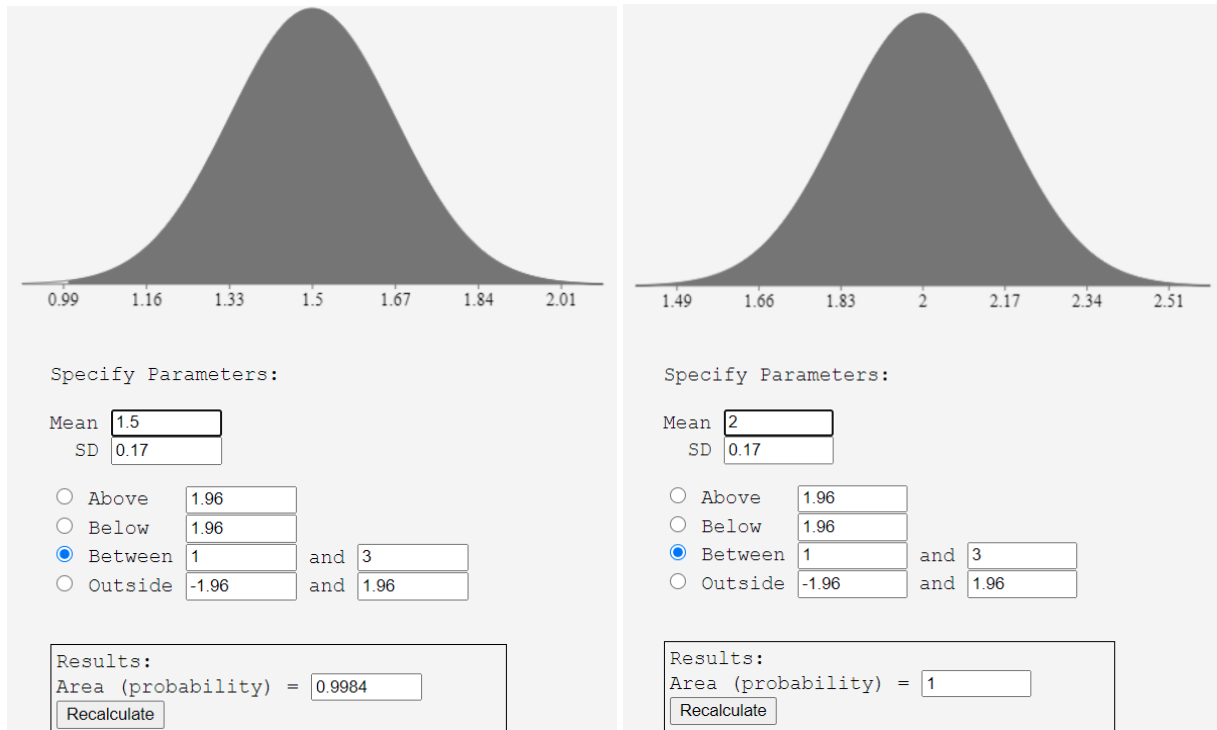 0.99 1.16 1.33 1.5 1.67 1.84 2.01
Specify Parameters:
Mean 1.5
SD 0.17
Above 1.96
Below 1.96
Between 1 and 3
Outside -1.96 and 1.96
Results:
Area (probability) = 0.9984
Recalculate
1.49 1.66 1.83 2 2.17 2.34 2.51
Specify Parameters:
Mean 2
SD 0.17
Above 1.96
Below 1.96
Between 1 and 3
Outside -1.96 and 1.96
Results:
Area (probability) = 1
Recalculate